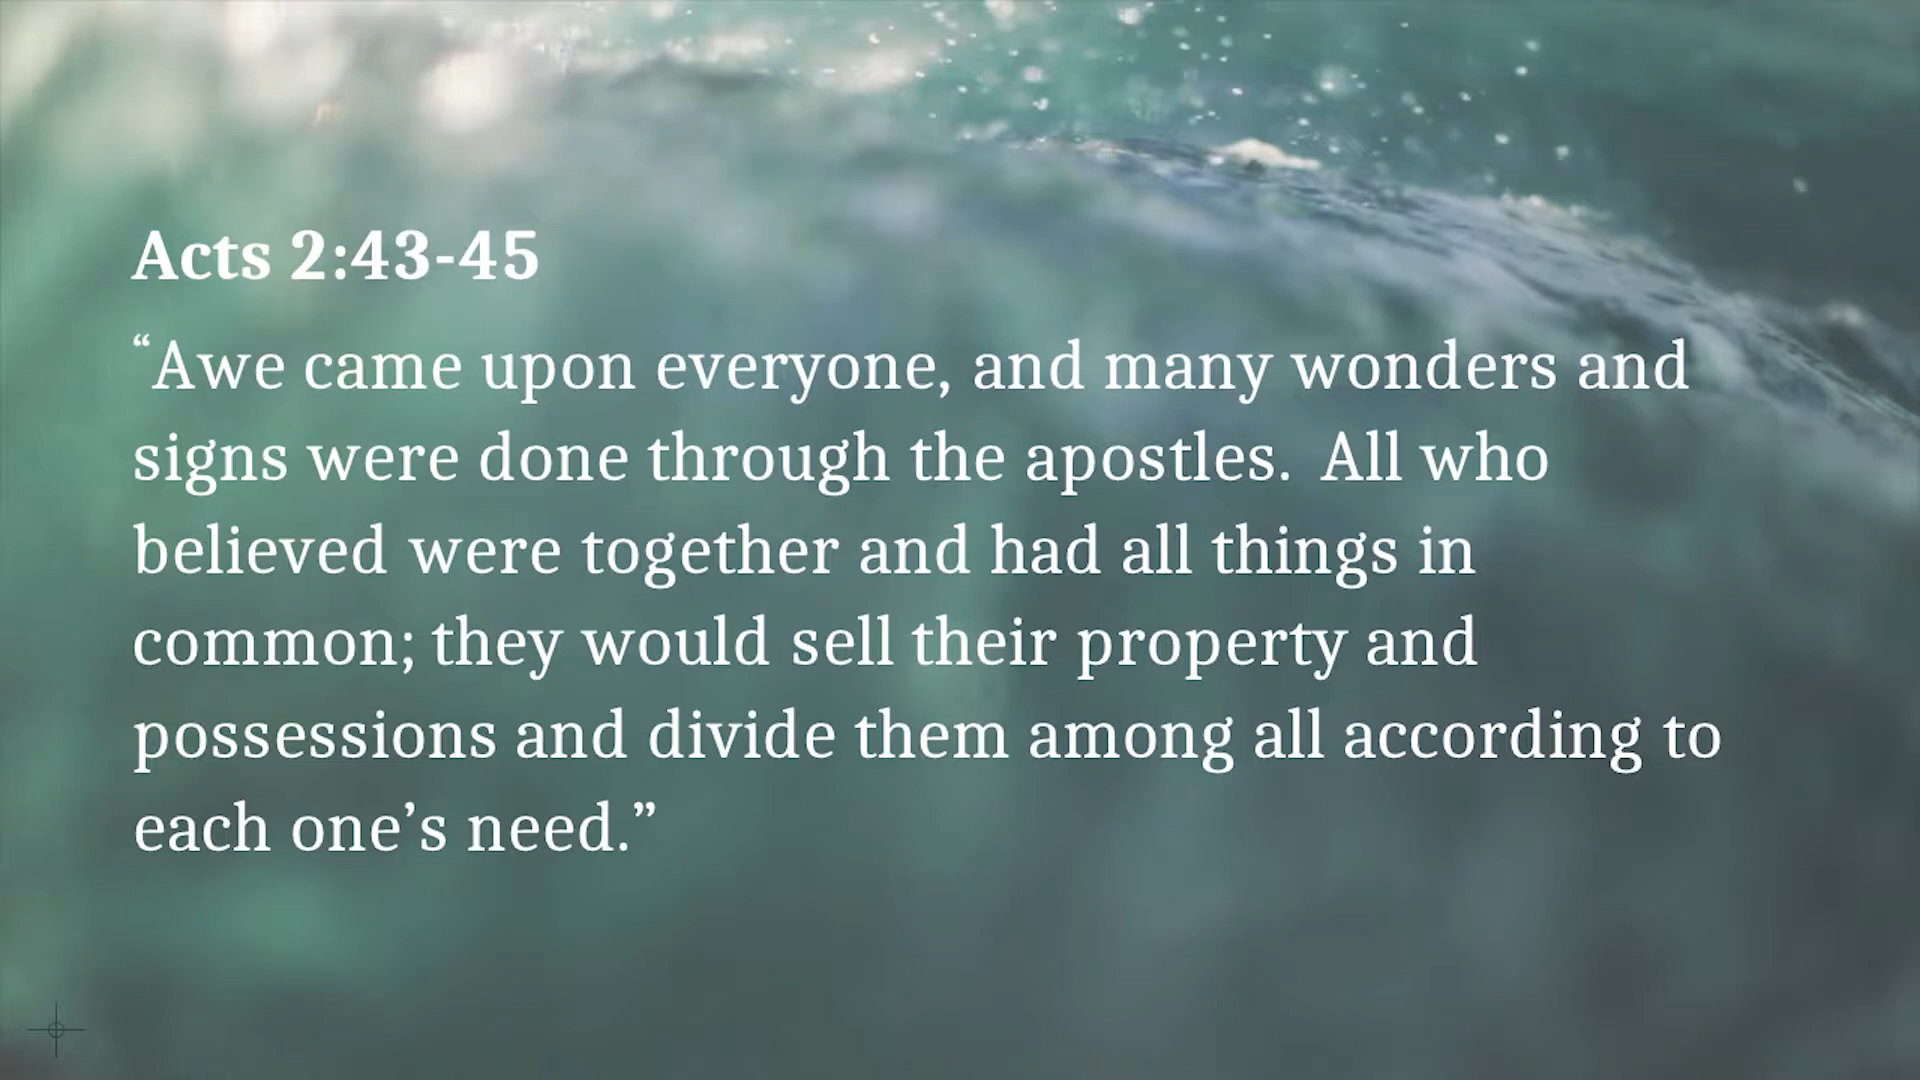 Acts 2:43-45
“Awe came upon everyone, and many wonders and
signs were done through the apostles.  All who
believed were together and had all things in
common; they would sell their property and
possessions and divide them among all according to
each one’s need.”